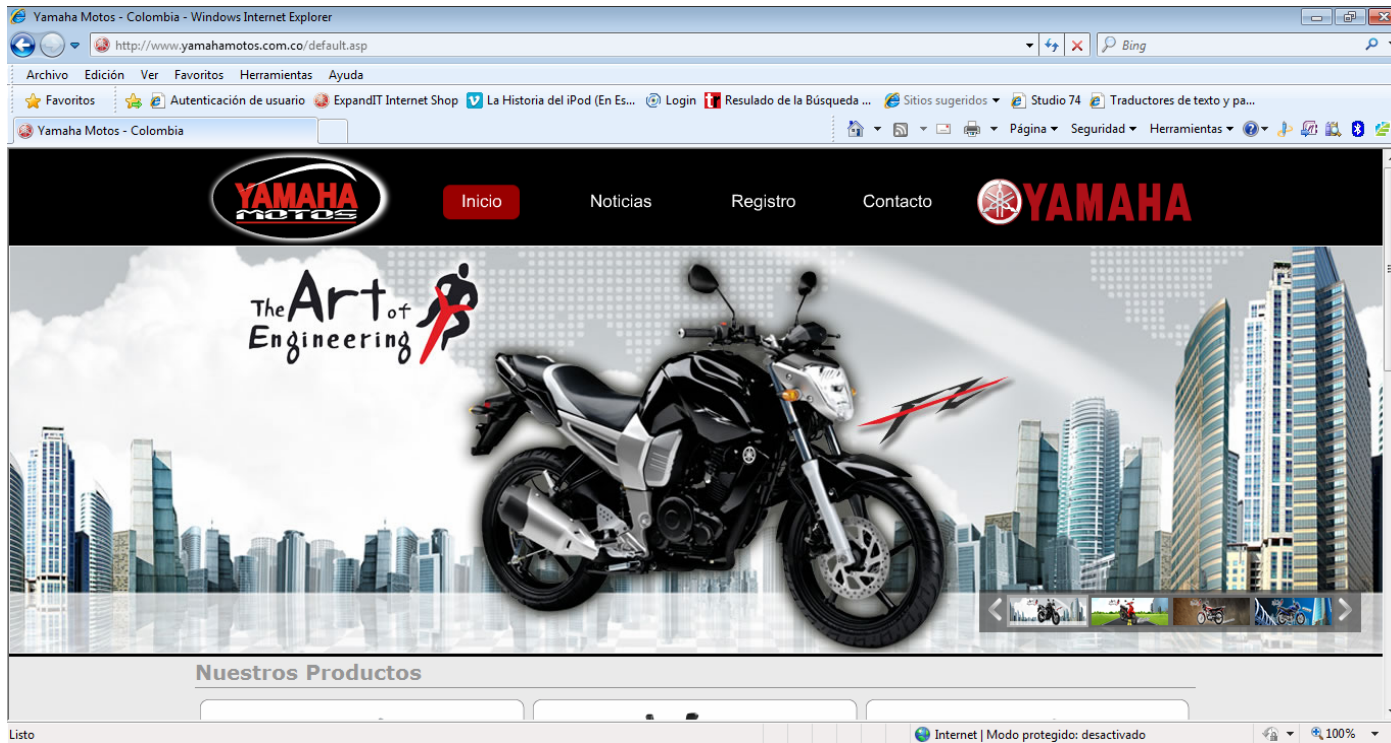 Yamaha Motos - Colombia - Windows Internet Explorer
http://www.yamahamotos.com.co/default.asp
Bing
Archivo Edición Ver Favoritos Herramientas Ayuda
Favoritos Autenticación de usuario ExpandIT Internet Shop La Historia del iPod (En Es... Login Resulado de la Búsqueda ... Sitios sugeridos Studio 74 Traductores de texto y pa...
Yamaha Motos - Colombia Página Seguridad Herramientas
YAMAHA
MOTOS
Inicio Noticias Registro Contacto YAMAHA
The Art of
Engineering
FZ
Nuestros Productos
Listo Internet | Modo protegido: desactivado 100%